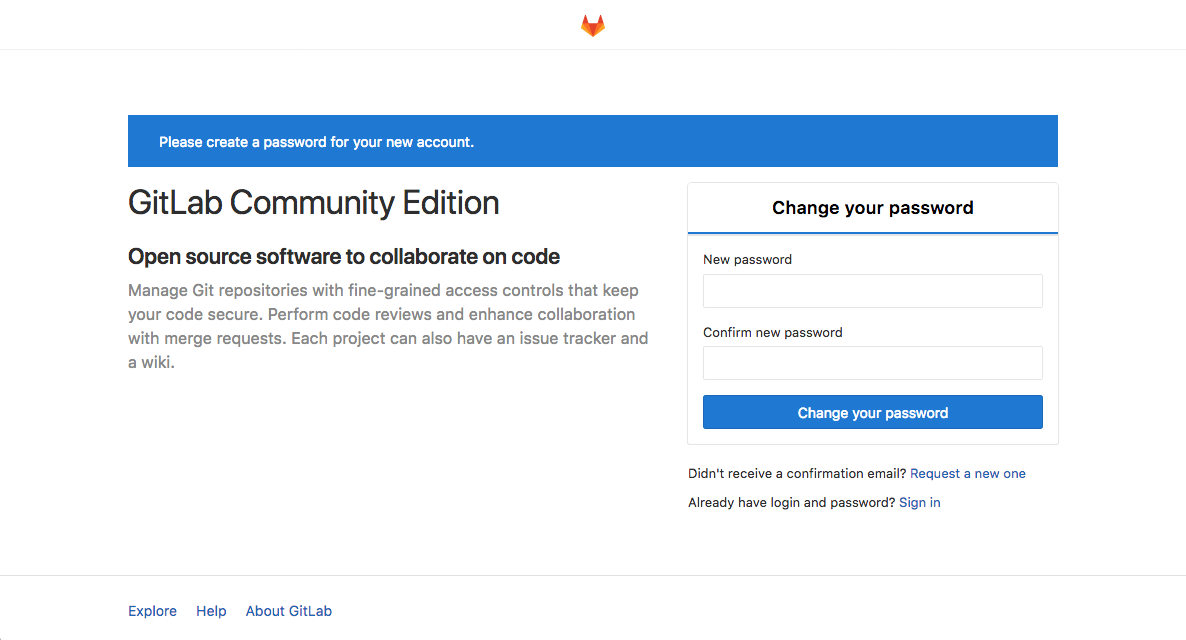 Please create a password for your new account.
GitLab Community Edition
Open source software to collaborate on code
Manage Git repositories with fine-grained access controls that keep
your code secure. Perform code reviews and enhance collaboration
with merge requests. Each project can also have an issue tracker and
a wiki.
Change your password
New password
Confirm new password
Change your password
Didn't receive a confirmation email? Request a new one
Already have login and password? Sign in
Explore Help About GitLab